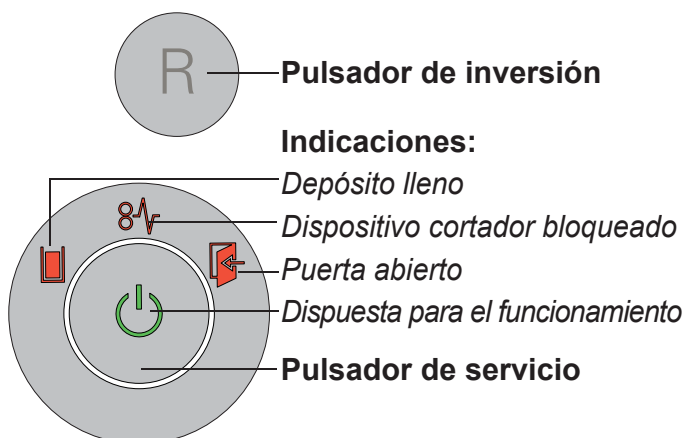 R
Pulsador de inversión
Indicaciones:
Depósito lleno
Dispositivo cortador bloqueado
Puerta abierto
Dispuesta para el funcionamiento
Pulsador de servicio